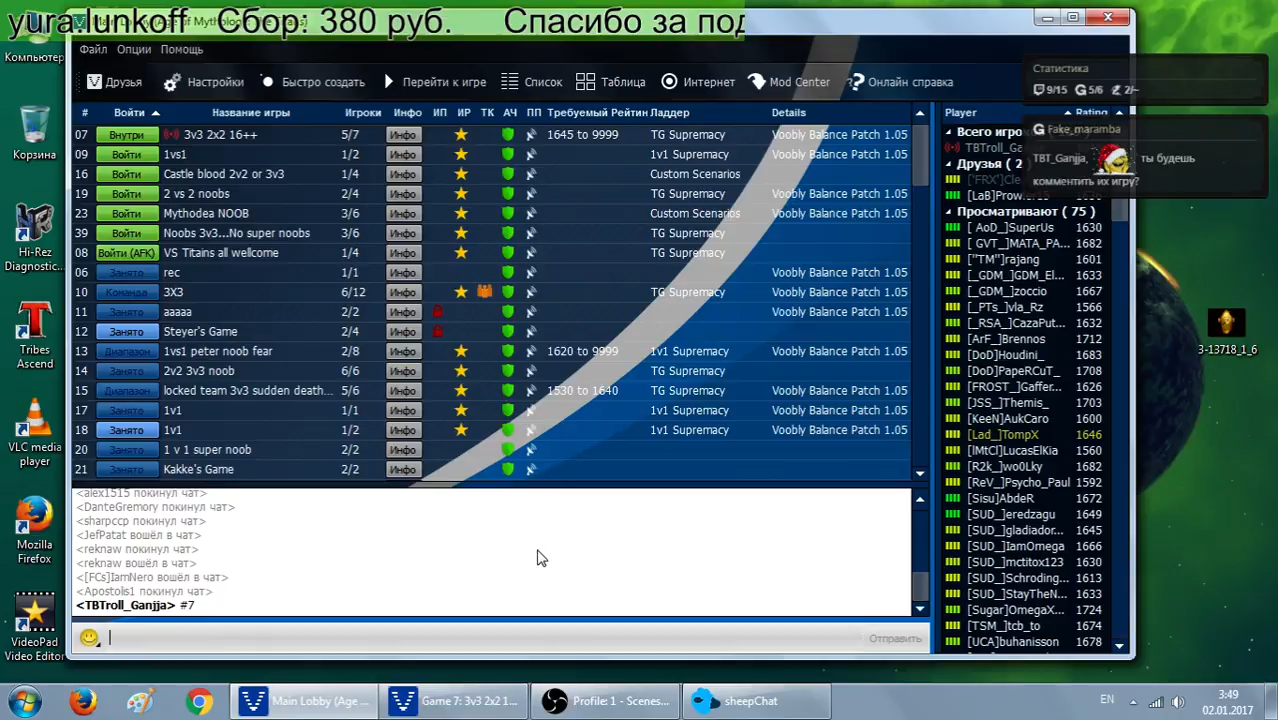 yura.lunkoff Сбор: 380 руб. Спасибо за под
Файл Опции Помощь
Друзья Настройки Быстро создать Перейти к игре Список Таблица Интернет Mod Center Онлайн справка
# Войти Название игры Игроки Инфо ИП ИР ТК АЧ ПП Требуемый Рейтин Ладдер Details
07 Внутри 3v3 2x2 16++ 5/7 Инфо 1645 to 9999 TG Supremacy Voobly Balance Patch 1.05
09 Войти 1vs1 1/2 Инфо 1v1 Supremacy Voobly Balance Patch 1.05
16 Войти Castle blood 2v2 or 3v3 1/4 Инфо Custom Scenarios
19 Войти 2 vs 2 noobs 2/4 Инфо TG Supremacy Voobly Balance Patch 1.05
23 Войти Mythodea NOOB 3/6 Инфо Custom Scenarios Voobly Balance Patch 1.05
39 Войти Noobs 3v3...No super noobs 3/6 Инфо TG Supremacy
08 Войти (AFK) VS Titans all wellcome 1/4 Инфо TG Supremacy
06 Занято rec 1/1 Инфо Voobly Balance Patch 1.05
10 Команда 3X3 6/12 Инфо TG Supremacy Voobly Balance Patch 1.05
11 Занято aaaaa 2/2 Инфо Voobly Balance Patch 1.05
12 Занято Steyer's Game 2/4 Инфо
13 Диапазон 1vs1 peter noob fear 2/8 Инфо 1620 to 9999 1v1 Supremacy Voobly Balance Patch 1.05
14 Занято 2v2 3v3 noob 6/6 Инфо TG Supremacy
15 Диапазон locked team 3v3 sudden death... 5/6 Инфо 1530 to 1640 TG Supremacy Voobly Balance Patch 1.05
17 Занято 1v1 1/1 Инфо 1v1 Supremacy Voobly Balance Patch 1.05
18 Занято 1v1 1/2 Инфо 1v1 Supremacy Voobly Balance Patch 1.05
20 Занято 1 v 1 super noob 2/2 Инфо
21 Занято Kakke's Game 2/2 Инфо
<alex1515 покинул чат>
<DanteGremory покинул чат>
<sharpccp покинул чат>
<JefPatat вошёл в чат>
<reknaw покинул чат>
<reknaw вошёл в чат>
<[FCs]IamNero вошёл в чат>
<Apostolis1 покинул чат>
<TBTroll_Ganjja> #7
Отправить
Player Rating
Всего игро
TBTroll_Ga
Друзья ( 2
["FRX"]Cle
[LaB]Prowler15
Просматривают ( 75 )
[_AoD_]SuperUs 1630
[_GVT_]MATA_PA... 1682
["TM"]rajang 1601
[_GDM_]GDM_El... 1633
[_GDM_]zoccio 1667
[_PTs_]vla_Rz 1566
[_RSA_]CazaPut... 1632
[ArF_]Brennos 1712
[DoD]Houdini_ 1683
[DoD]PapeRCuT_ 1708
[FROST_]Gaffer... 1626
[JSS_]Themis_ 1703
[KeeN]AukCaro 1600
[Lad_]TompX 1646
[lMtCl]LucasElKia 1560
[R2k_]wo0Lky 1682
[ReV_]Psycho_Paul 1592
[Sisu]AbdeR 1672
[SUD_]eredzagu 1649
[SUD_]gladiador... 1645
[SUD_]IamOmega 1666
[SUD_]mctitox123 1630
[SUD_]Schroding... 1613
[SUD_]StayTheN... 1633
[Sugar]OmegaX... 1724
[TSM_]tcb_to 1674
[UCA]buhanisson 1678
Статистика
9/15 5/6 2/~
Fake_maramba
TBT_Ganjja, ты будешь
комментить их игру?
Компьютер
Корзина
Hi-Rez
Diagnostic...
Tribes
Ascend
VLC media
player
Mozilla
Firefox
VideoPad
Video Editor
3-13718_1_6
Main Lobby (Age ... Game 7: 3v3 2x2 1... Profile: 1 - Scenes... sheepChat
EN 3:49
02.01.2017